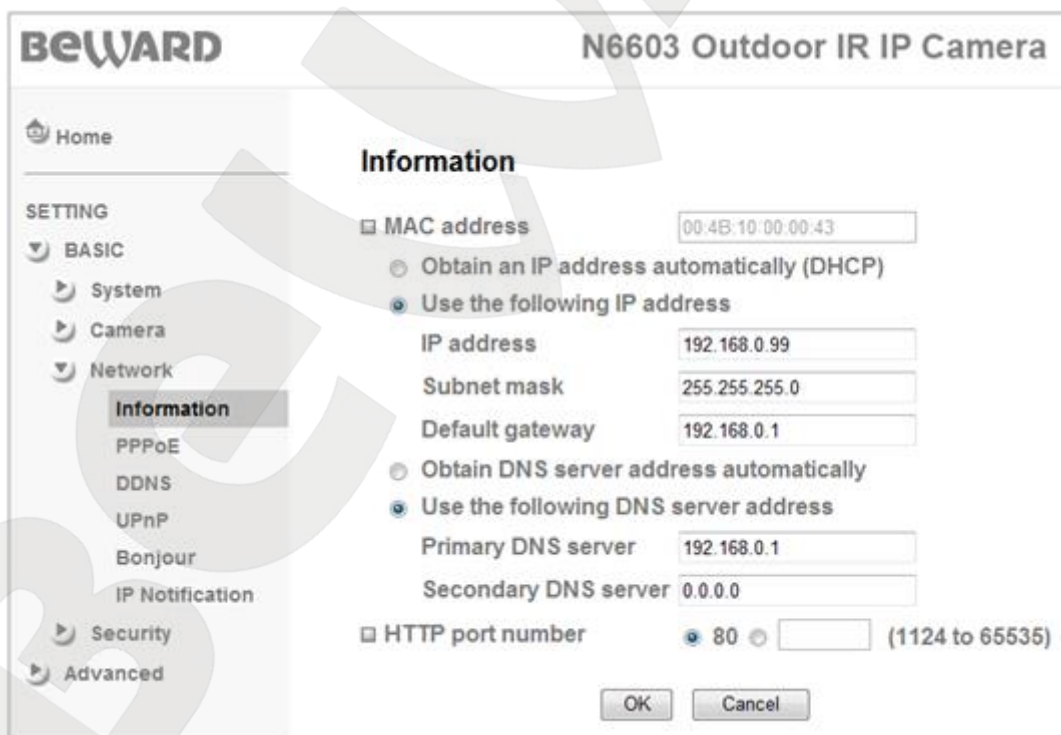 BEWARD
N6603 Outdoor IR IP Camera
Home
SETTING
BASIC
System
Camera
Network
Information
PPPoE
DDNS
UPnP
Bonjour
IP Notification
Security
Advanced
Information
MAC address 00:4B:10:00:00:43
Obtain an IP address automatically (DHCP)
Use the following IP address
IP address 192.168.0.99
Subnet mask 255.255.255.0
Default gateway 192.168.0.1
Obtain DNS server address automatically
Use the following DNS server address
Primary DNS server 192.168.0.1
Secondary DNS server 0.0.0.0
HTTP port number 80 (1124 to 65535)
OK Cancel